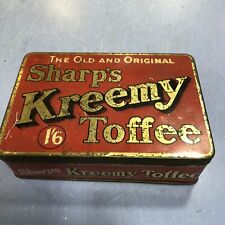 THE OLD AND ORIGINAL
Sharp's
Kreemy
1/6 Toffee
Sharp's Kreemy Toffee